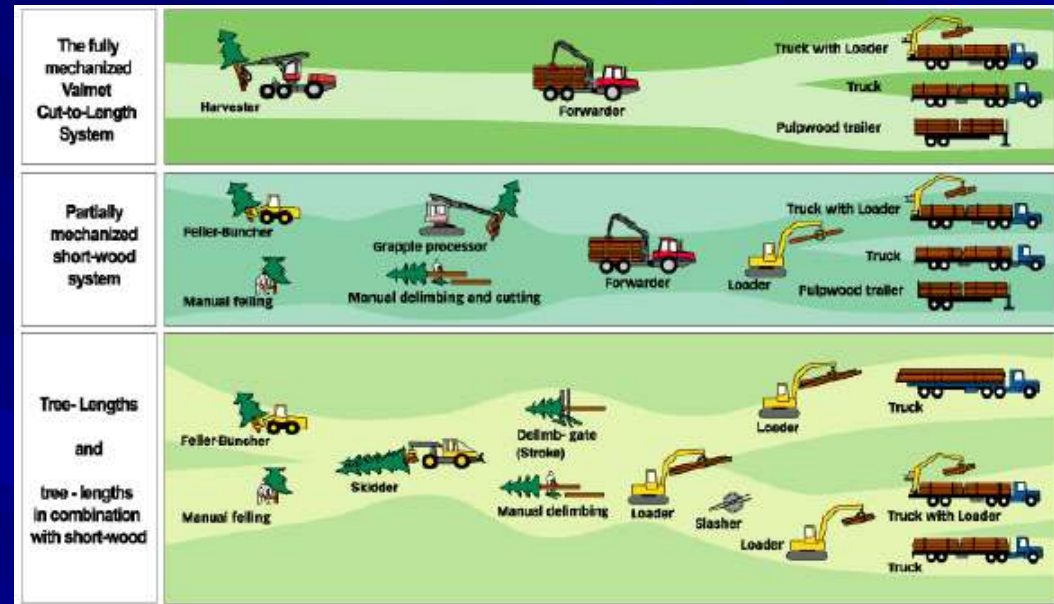 The fully
mechanized
Valmet
Cut-to-Length
System
Harvester
Forwarder
Truck with Loader
Truck
Pulpwood trailer
Partially
mechanized
short-wood
system
Feller-Buncher
Manual felling
Grapple processor
Manual delimbing and cutting
Forwarder
Loader
Truck with Loader
Truck
Pulpwood trailer
Tree- Lengths
and
tree - lengths
in combination
with short-wood
Feller-Buncher
Manual felling
Skidder
Delimb- gate
(Stroke)
Manual delimbing
Loader
Slasher
Loader
Truck
Loader
Truck with Loader
Truck